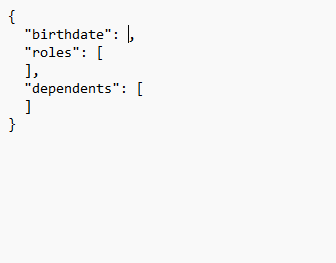 {
  "birthdate": ,
  "roles": [
  ],
  "dependents": [
  ]
}